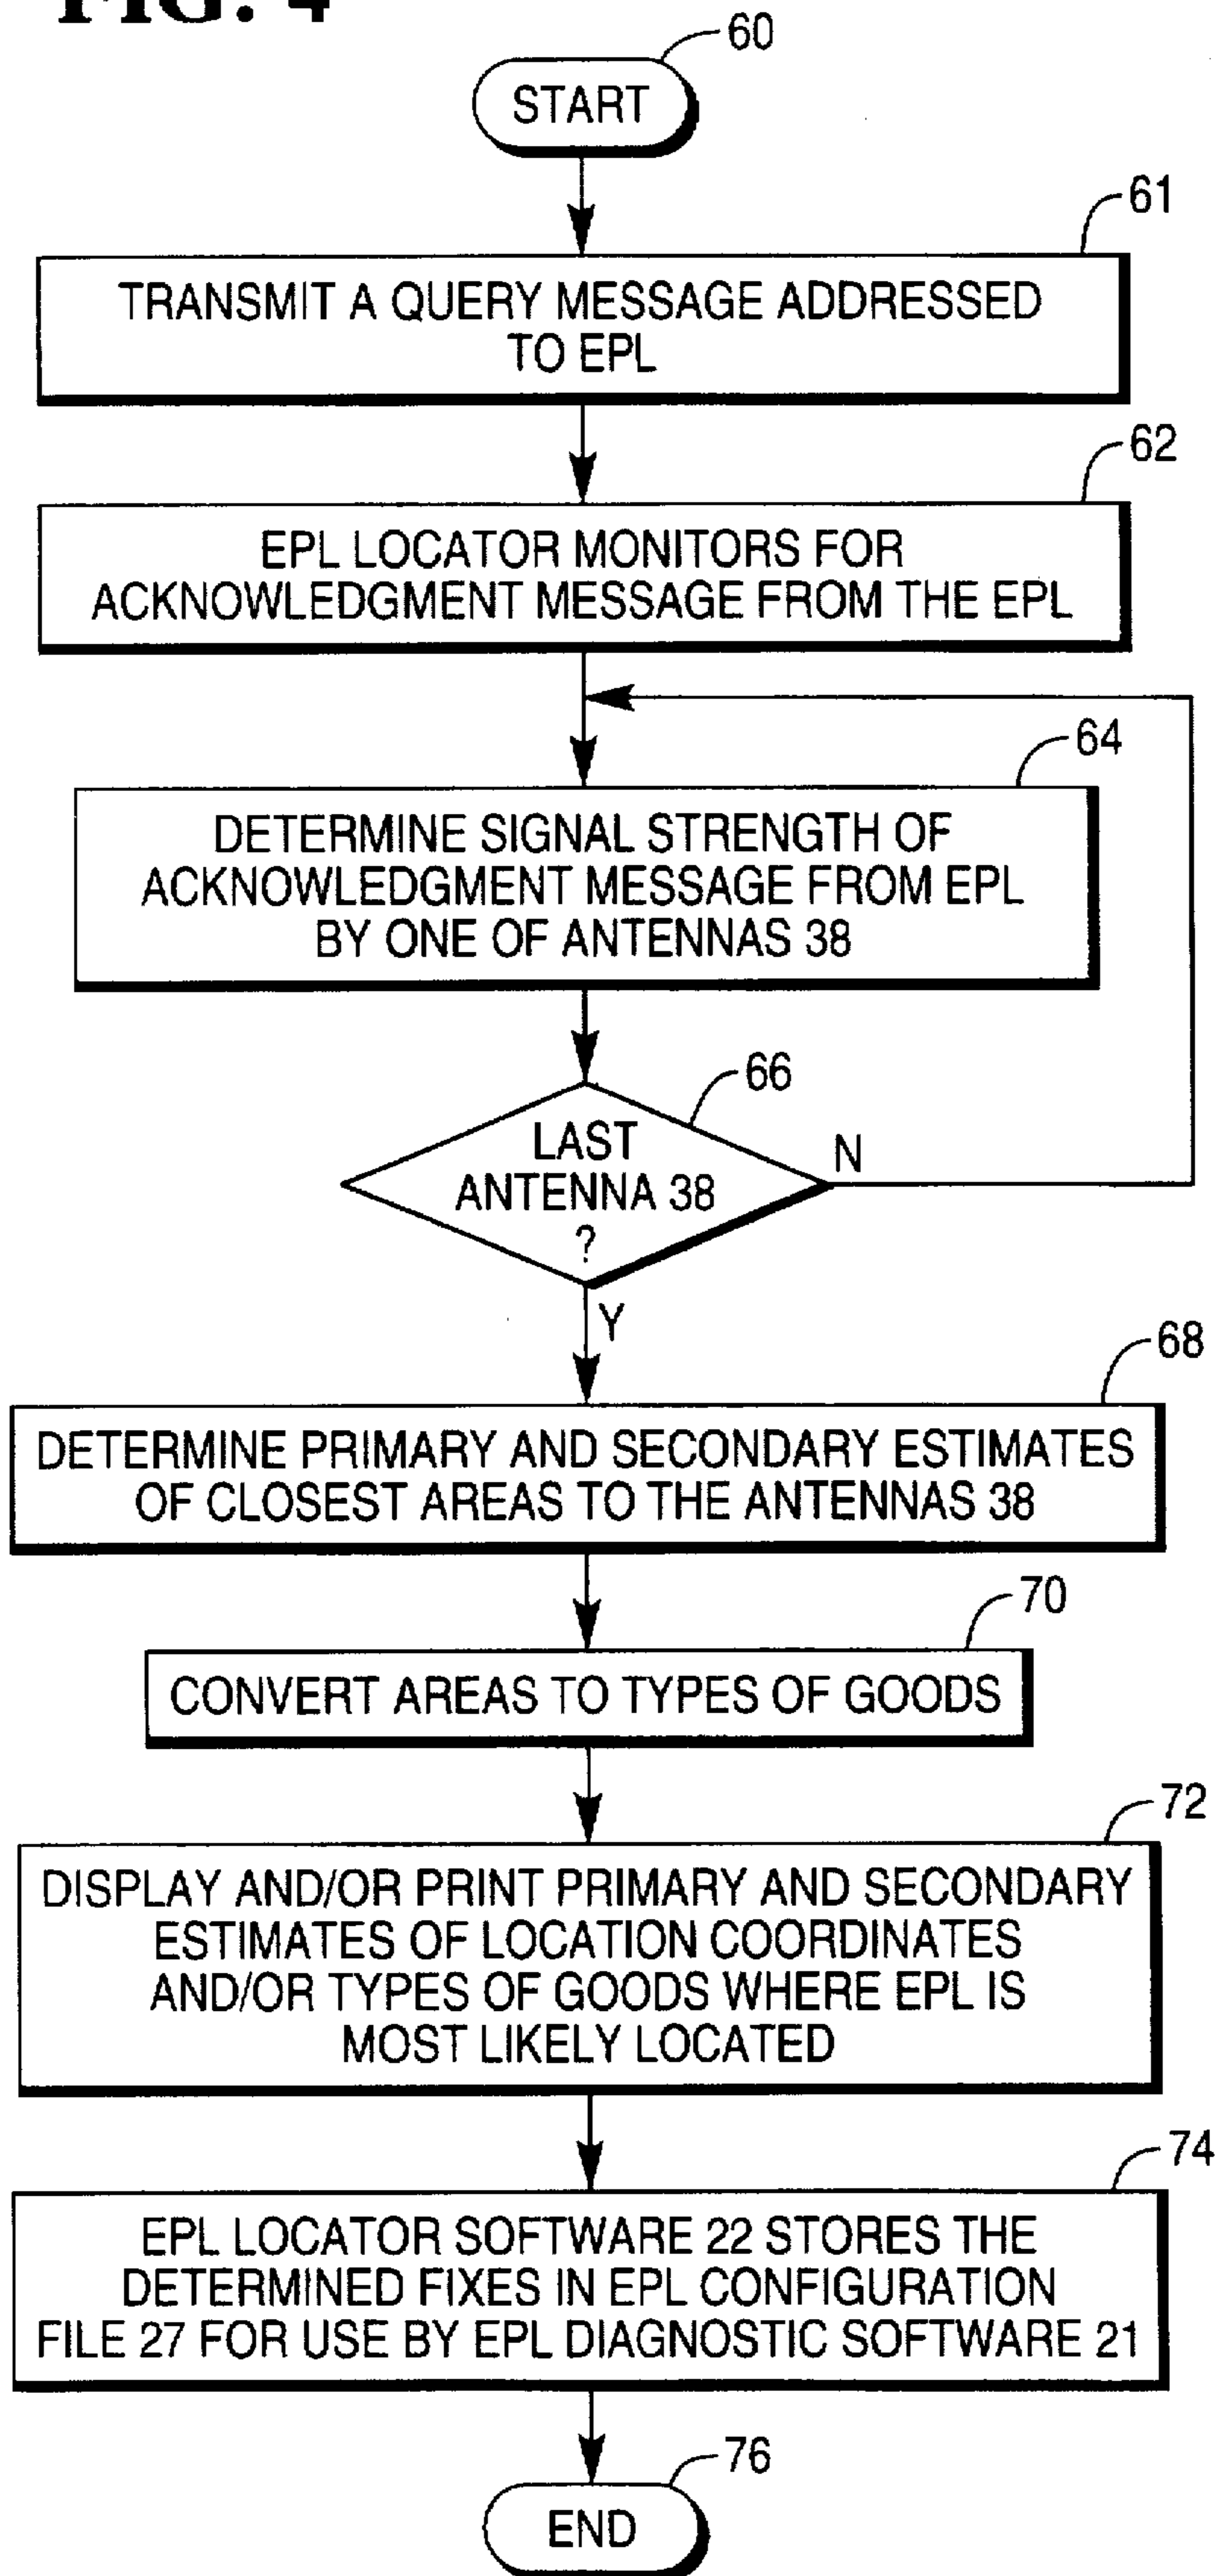 FIG. 4
60
START
61
TRANSMIT A QUERY MESSAGE ADDRESSED
TO EPL
62
EPL LOCATOR MONITORS FOR
ACKNOWLEDGMENT MESSAGE FROM THE EPL
64
DETERMINE SIGNAL STRENGTH OF
ACKNOWLEDGMENT MESSAGE FROM EPL
BY ONE OF ANTENNAS 38
66
LAST
ANTENNA 38
?
N
Y
68
DETERMINE PRIMARY AND SECONDARY ESTIMATES
OF CLOSEST AREAS TO THE ANTENNAS 38
70
CONVERT AREAS TO TYPES OF GOODS
72
DISPLAY AND/OR PRINT PRIMARY AND SECONDARY
ESTIMATES OF LOCATION COORDINATES
AND/OR TYPES OF GOODS WHERE EPL IS
MOST LIKELY LOCATED
74
EPL LOCATOR SOFTWARE 22 STORES THE
DETERMINED FIXES IN EPL CONFIGURATION
FILE 27 FOR USE BY EPL DIAGNOSTIC SOFTWARE 21
76
END